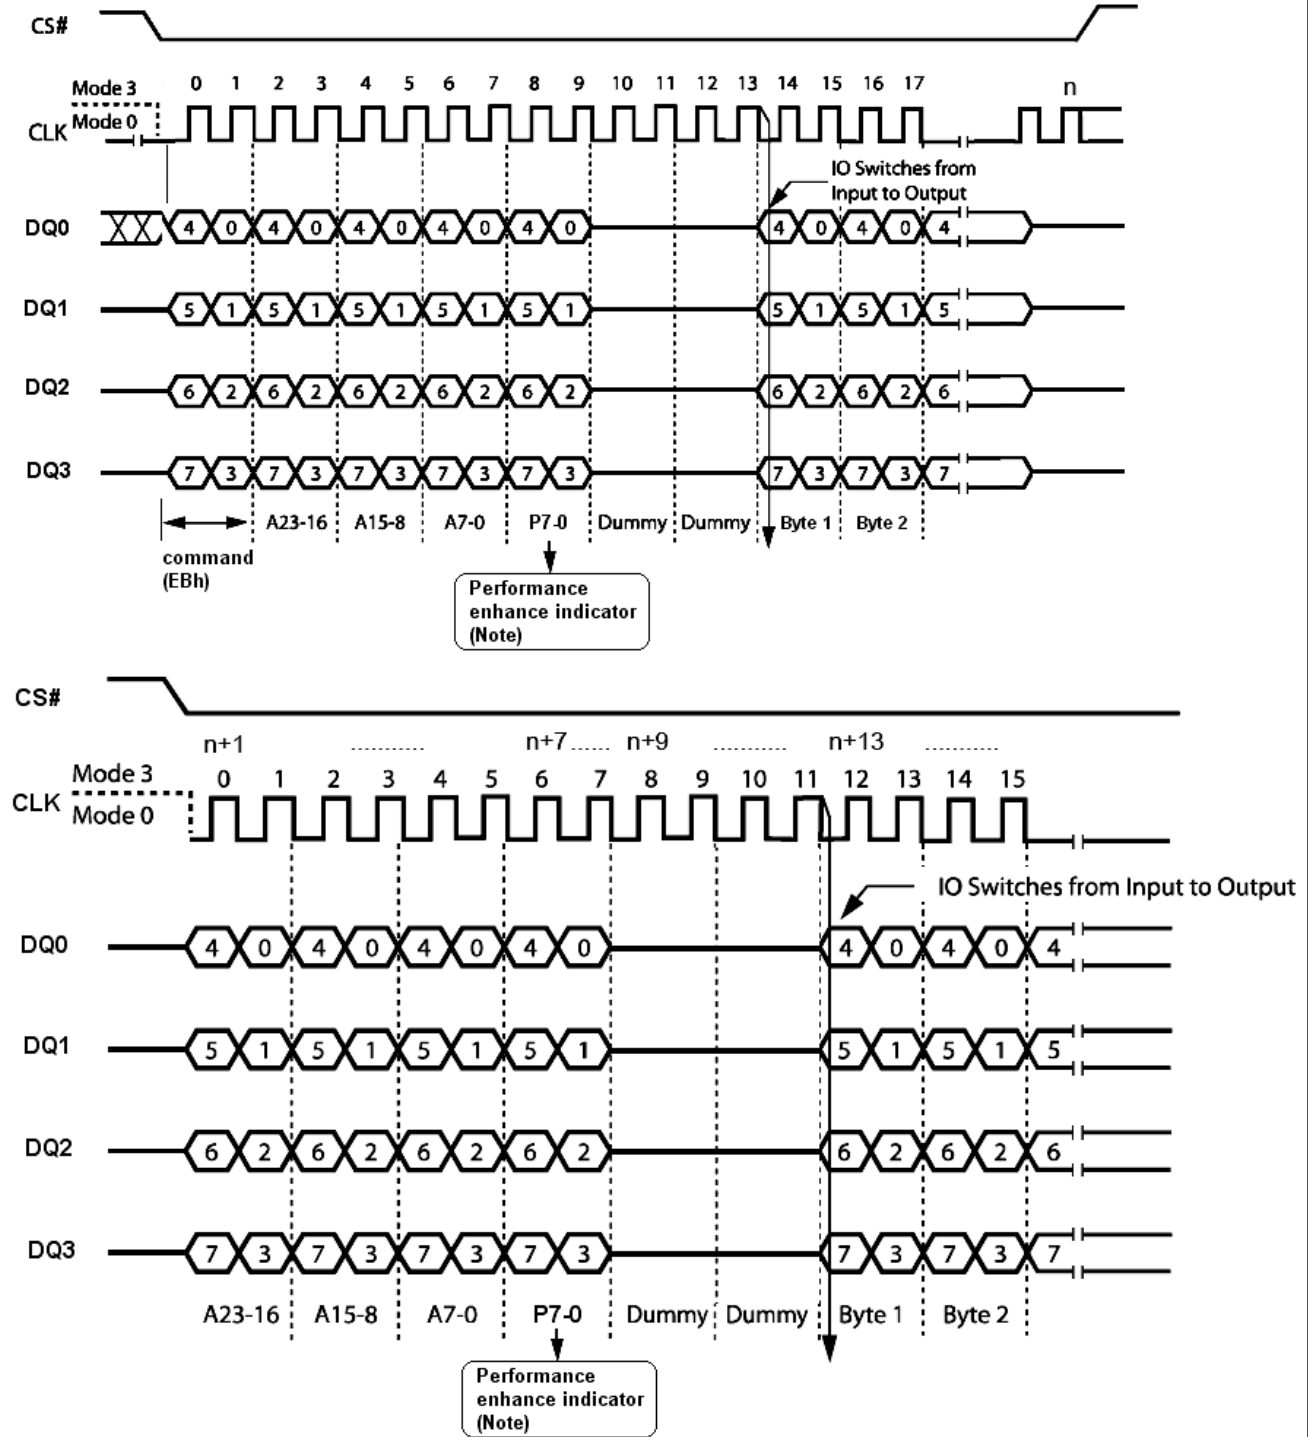 CS#
0 1 2 3 4 5 6 7 8 9 10 11 12 13 14 15 16 17 n
Mode 3
CLK Mode 0
IO Switches from
Input to Output
DQ0 4 0 4 0 4 0 4 0 4 0 4 0 4 0 4
DQ1 5 1 5 1 5 1 5 1 5 1 5 1 5 1 5
DQ2 6 2 6 2 6 2 6 2 6 2 6 2 6 2 6
DQ3 7 3 7 3 7 3 7 3 7 3 7 3 7 3 7
A23-16 A15-8 A7-0 P7-0 Dummy Dummy Byte 1 Byte 2
command
(EBh)
Performance
enhance indicator
(Note)
CS#
n+1 .......... n+7 ...... n+9 .......... n+13 ..........
Mode 3 0 1 2 3 4 5 6 7 8 9 10 11 12 13 14 15
CLK
Mode 0
IO Switches from Input to Output
DQ0 4 0 4 0 4 0 4 0 4 0 4 0 4
DQ1 5 1 5 1 5 1 5 1 5 1 5 1 5
DQ2 6 2 6 2 6 2 6 2 6 2 6 2 6
DQ3 7 3 7 3 7 3 7 3 7 3 7 3 7
A23-16 A15-8 A7-0 P7-0 Dummy Dummy Byte 1 Byte 2
Performance
enhance indicator
(Note)